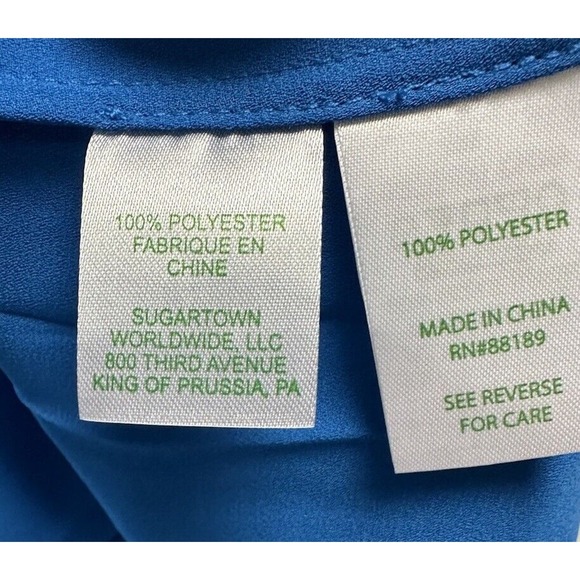 100% POLYESTER
FABRIQUE EN
CHINE
SUGARTOWN
WORLDWIDE, LLC
800 THIRD AVENUE
KING OF PRUSSIA, PA
100% POLYESTER
MADE IN CHINA
RN#88189
SEE REVERSE
FOR CARE